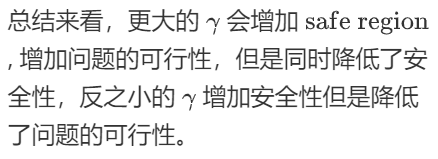 总结来看，更大的 γ 会增加 safe region
, 增加问题的可行性，但是同时降低了安
全性，反之小的 γ 增加安全性但是降低
了问题的可行性。